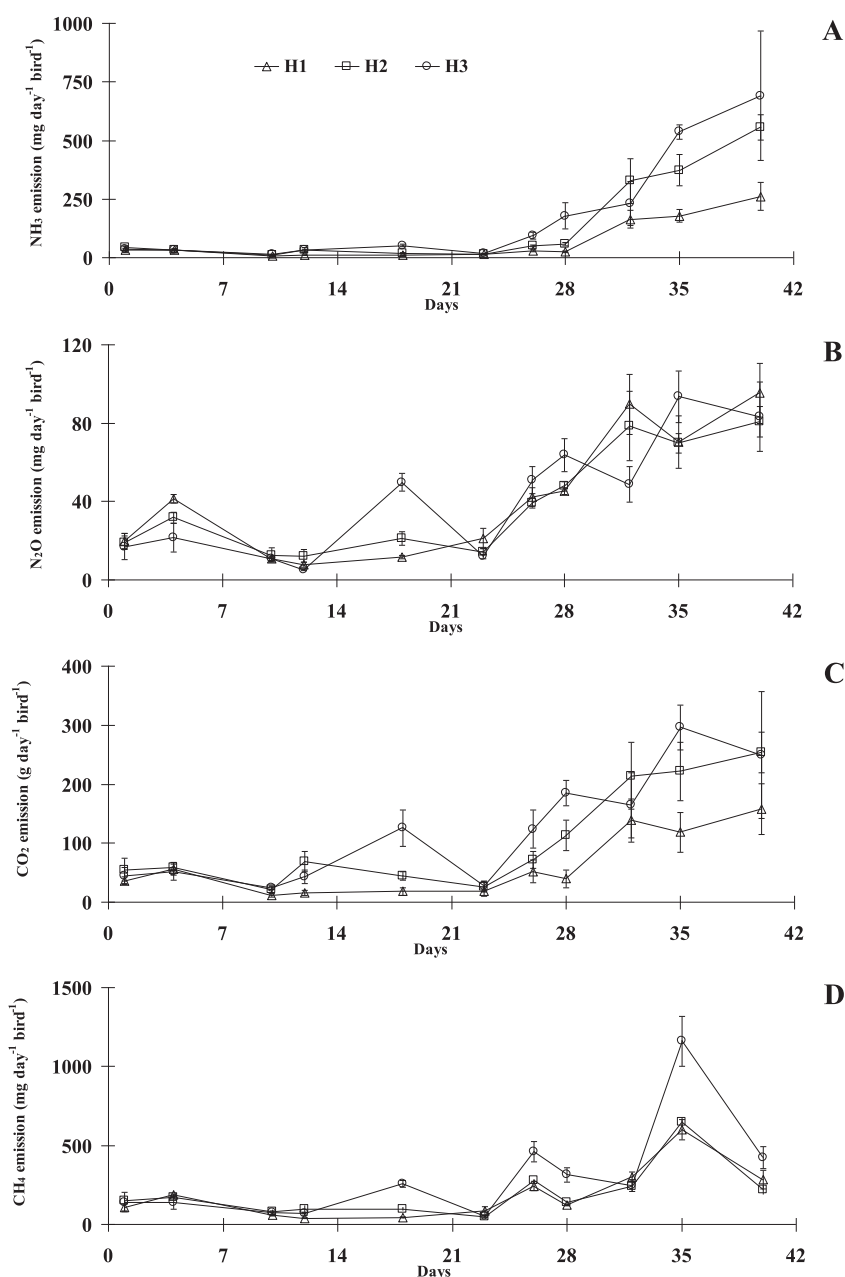 A
1000
750
500
250
0
NH₃ emission (mg day⁻¹ bird⁻¹)
H1 H2 H3
0 7 14 21 28 35 42
Days
B
120
80
40
0
N₂O emission (mg day⁻¹ bird⁻¹)
0 7 14 21 28 35 42
Days
C
400
300
200
100
0
CO₂ emission (g day⁻¹ bird⁻¹)
0 7 14 21 28 35 42
Days
D
1500
1000
500
0
CH₄ emission (mg day⁻¹ bird⁻¹)
0 7 14 21 28 35 42
Days